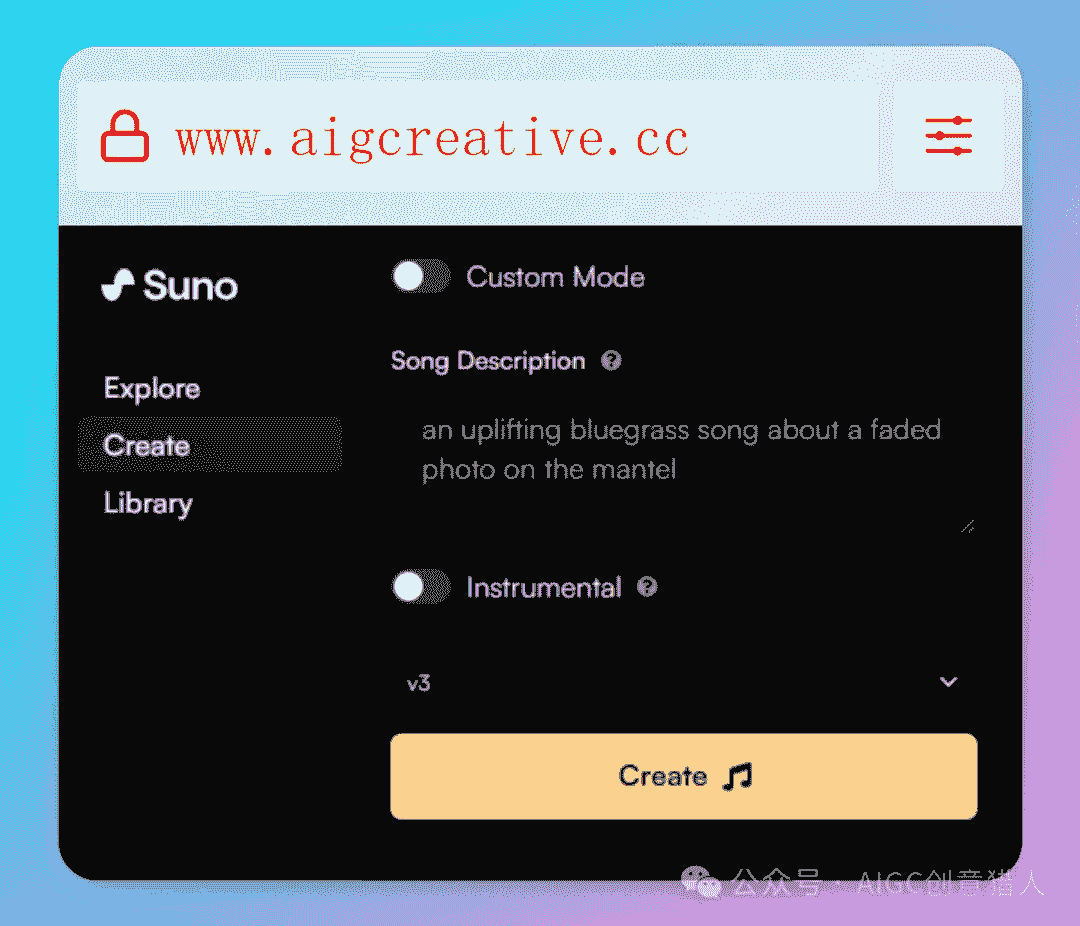 www.aigcreative.cc
Suno
Custom Mode
Song Description
Explore
an uplifting bluegrass song about a faded
Create
photo on the mantel
Library
Instrumental
v3
Create
公众号 · AIGC创意猎人